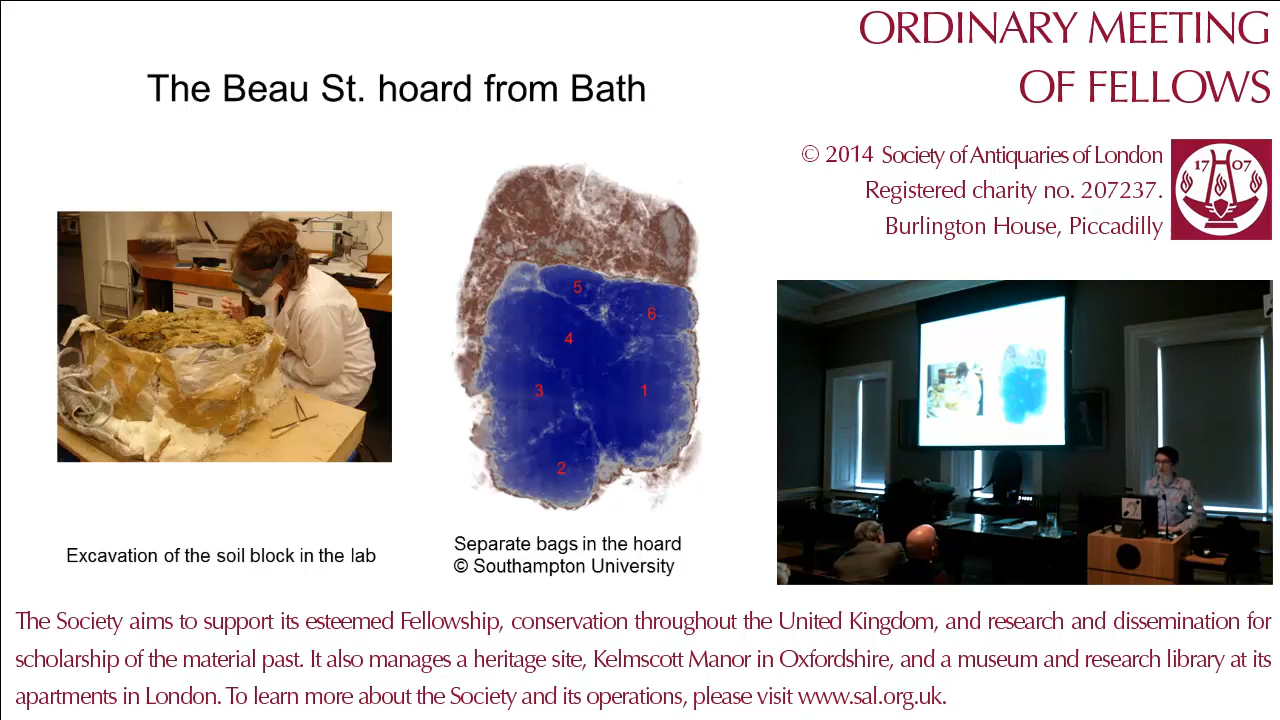 ORDINARY MEETING
OF FELLOWS
The Beau St. hoard from Bath
© 2014 Society of Antiquaries of London
Registered charity no. 207237.
Burlington House, Piccadilly
17 07
5
6
4
3
1
2
Excavation of the soil block in the lab
Separate bags in the hoard
© Southampton University
The Society aims to support its esteemed Fellowship, conservation throughout the United Kingdom, and research and dissemination for
scholarship of the material past. It also manages a heritage site, Kelmscott Manor in Oxfordshire, and a museum and research library at its
apartments in London. To learn more about the Society and its operations, please visit www.sal.org.uk.